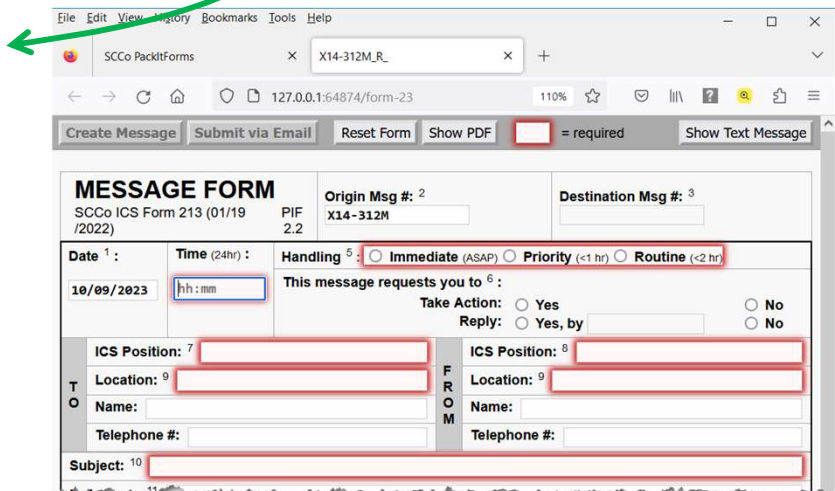 File Edit View History Bookmarks Tools Help
SCCo PackItForms × X14-312M_R_ × +
127.0.0.1:64874/form-23 110%
Create Message Submit via Email Reset Form Show PDF = required Show Text Message
MESSAGE FORM
SCCo ICS Form 213 (01/19 PIF
/2022) 2.2
Origin Msg #: 2
X14-312M
Destination Msg #: 3
Date 1 :
10/09/2023
Time (24hr) :
hh:mm
Handling 5 : Immediate (ASAP) Priority (<1 hr) Routine (<2 hr)
This message requests you to 6 :
Take Action: Yes No
Reply: Yes, by No
TO
ICS Position: 7
Location: 9
Name:
Telephone #:
FROM
ICS Position: 8
Location: 9
Name:
Telephone #:
Subject: 10